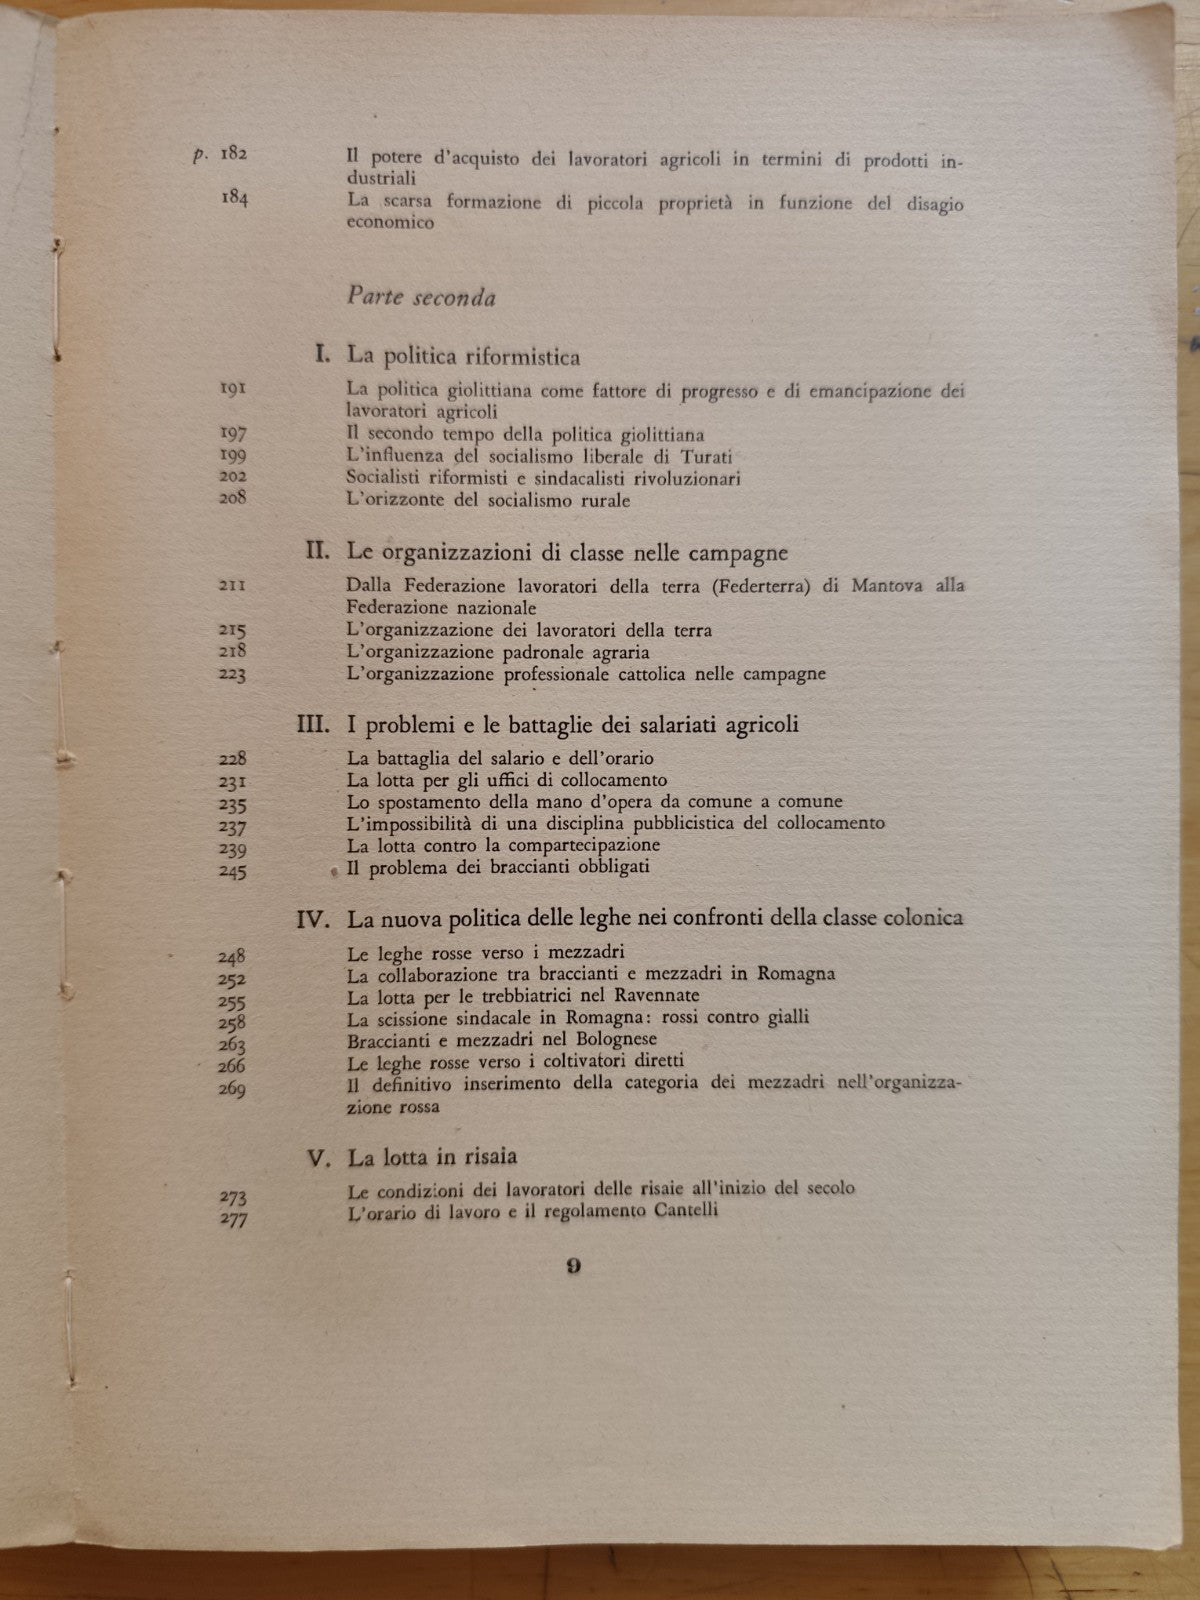 p. 182 Il potere d'acquisto dei lavoratori agricoli in termini di prodotti in-
dustriali
184 La scarsa formazione di piccola proprietà in funzione del disagio
economico
Parte seconda
I. La politica riformistica
191 La politica giolittiana come fattore di progresso e di emancipazione dei
lavoratori agricoli
197 Il secondo tempo della politica giolittiana
199 L'influenza del socialismo liberale di Turati
202 Socialisti riformisti e sindacalisti rivoluzionari
208 L'orizzonte del socialismo rurale
II. Le organizzazioni di classe nelle campagne
211 Dalla Federazione lavoratori della terra (Federterra) di Mantova alla
Federazione nazionale
215 L'organizzazione dei lavoratori della terra
218 L'organizzazione padronale agraria
223 L'organizzazione professionale cattolica nelle campagne
III. I problemi e le battaglie dei salariati agricoli
228 La battaglia del salario e dell'orario
231 La lotta per gli uffici di collocamento
235 Lo spostamento della mano d'opera da comune a comune
237 L'impossibilità di una disciplina pubblicistica del collocamento
239 La lotta contro la compartecipazione
245 Il problema dei braccianti obbligati
IV. La nuova politica delle leghe nei confronti della classe colonica
248 Le leghe rosse verso i mezzadri
252 La collaborazione tra braccianti e mezzadri in Romagna
255 La lotta per le trebbiatrici nel Ravennate
258 La scissione sindacale in Romagna: rossi contro gialli
263 Braccianti e mezzadri nel Bolognese
266 Le leghe rosse verso i coltivatori diretti
269 Il definitivo inserimento della categoria dei mezzadri nell'organizza-
zione rossa
V. La lotta in risaia
273 Le condizioni dei lavoratori delle risaie all'inizio del secolo
277 L'orario di lavoro e il regolamento Cantelli
9